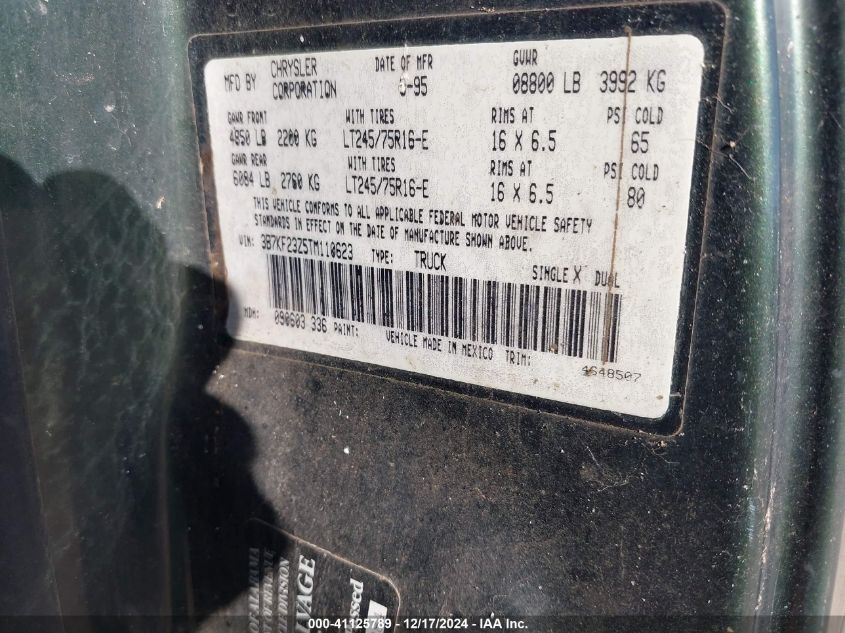 MFD BY CHRYSLER CORPORATION DATE OF MFR -95 GVWR 08800 LB 3992 KG
GAWR FRONT WITH TIRES RIMS AT PSI COLD
4850 LB 2200 KG LT245/75R16-E 16 X 6.5 65
GAWR REAR WITH TIRES RIMS AT PSI COLD
6084 LB 2760 KG LT245/75R16-E 16 X 6.5 80
THIS VEHICLE CONFORMS TO ALL APPLICABLE FEDERAL MOTOR VEHICLE SAFETY
STANDARDS IN EFFECT ON THE DATE OF MANUFACTURE SHOWN ABOVE.
VIN: 3B7KF23Z5TM110623 TYPE: TRUCK SINGLE X DUAL
MDH: 090603 336 PAINT: VEHICLE MADE IN MEXICO TRIM: 4648507
OF ALABAMA
DIVISION
000-41125789 - 12/17/2024 - IAA Inc.